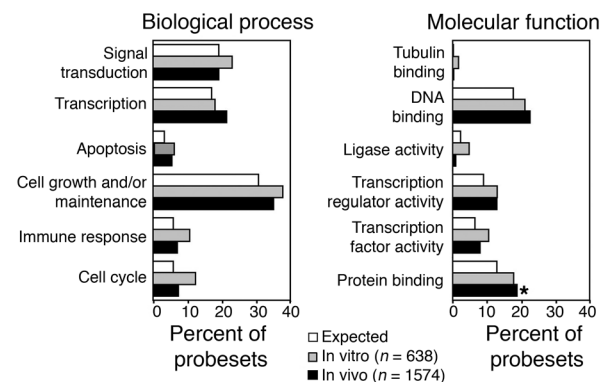 Biological process
Signal
transduction
Transcription
Apoptosis
Cell growth and/or
maintenance
Immune response
Cell cycle
0 10 20 30 40
Percent of
probesets
Molecular function
Tubulin
binding
DNA
binding
Ligase activity
Transcription
regulator activity
Transcription
factor activity
Protein binding
*
0 10 20 30 40
Percent of
probesets
Expected
In vitro (n = 638)
In vivo (n = 1574)